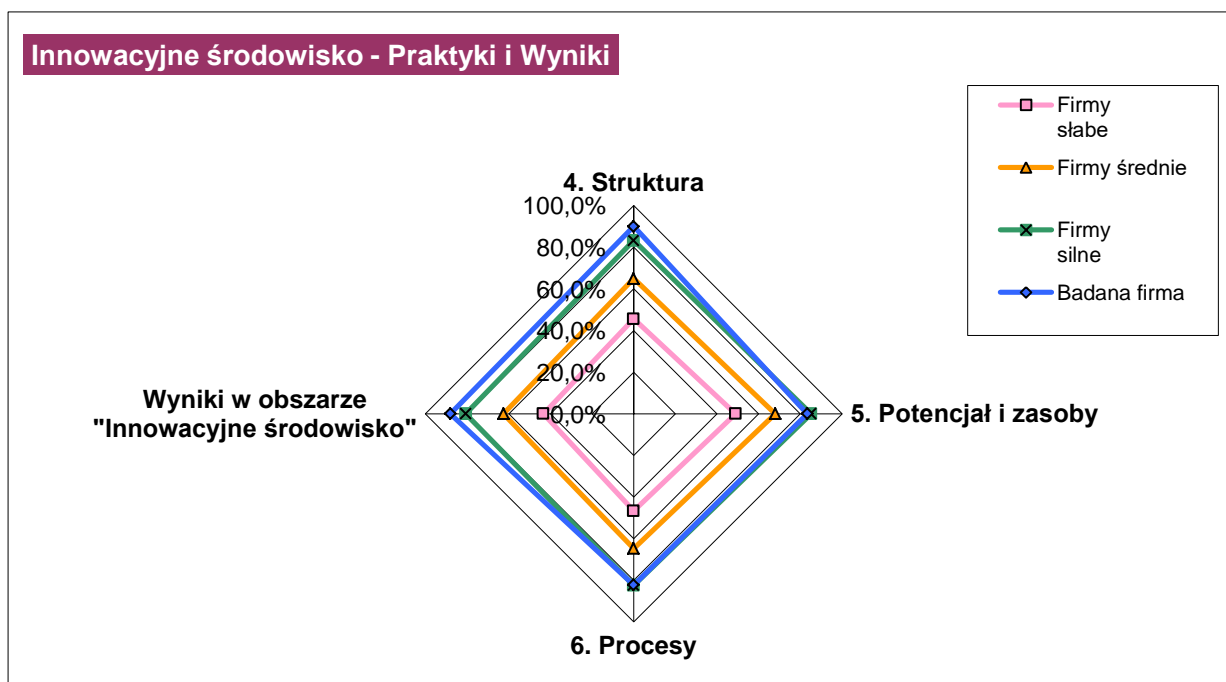 Innowacyjne środowisko - Praktyki i Wyniki
Firmy
słabe
Firmy średnie
Firmy
silne
Badana firma
4. Struktura
100,0%
80,0%
60,0%
40,0%
20,0%
0,0%
Wyniki w obszarze
"Innowacyjne środowisko"
5. Potencjał i zasoby
6. Procesy